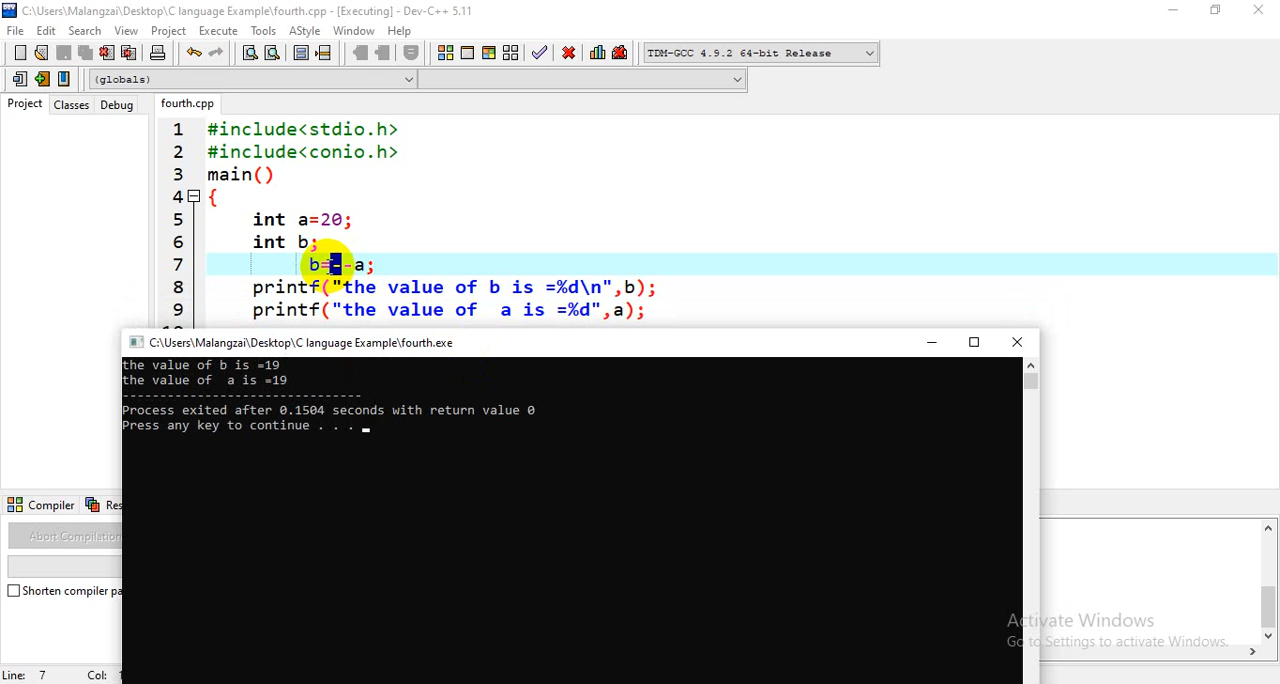 C:\Users\Malangzai\Desktop\C language Example\fourth.cpp - [Executing] - Dev-C++ 5.11
File Edit Search View Project Execute Tools AStyle Window Help
TDM-GCC 4.9.2 64-bit Release
(globals)
Project Classes Debug fourth.cpp
1 #include<stdio.h>
2 #include<conio.h>
3 main()
4 {
5 int a=20;
6 int b;
7 b=--a;
8 printf("the value of b is =%d\n",b);
9 printf("the value of  a is =%d",a);
C:\Users\Malangzai\Desktop\C language Example\fourth.exe
the value of b is =19
the value of  a is =19
--------------------------------
Process exited after 0.1504 seconds with return value 0
Press any key to continue . . .
Compiler Res
Abort Compilation
Shorten compiler pa
Activate Windows
Go to Settings to activate Windows.
Line: 7 Col: